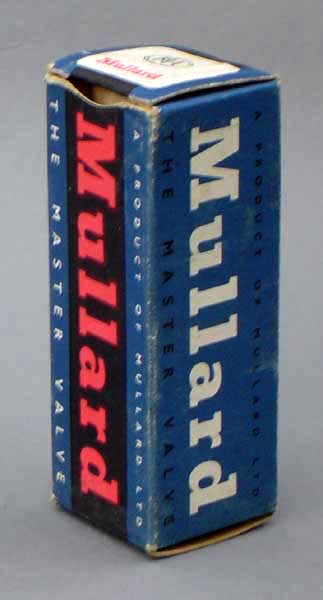 Mullard
A PRODUCT OF MULLARD LTD
Mullard
THE MASTER VALVE
A PRODUCT OF MULLARD LTD
Mullard
THE MASTER VALVE